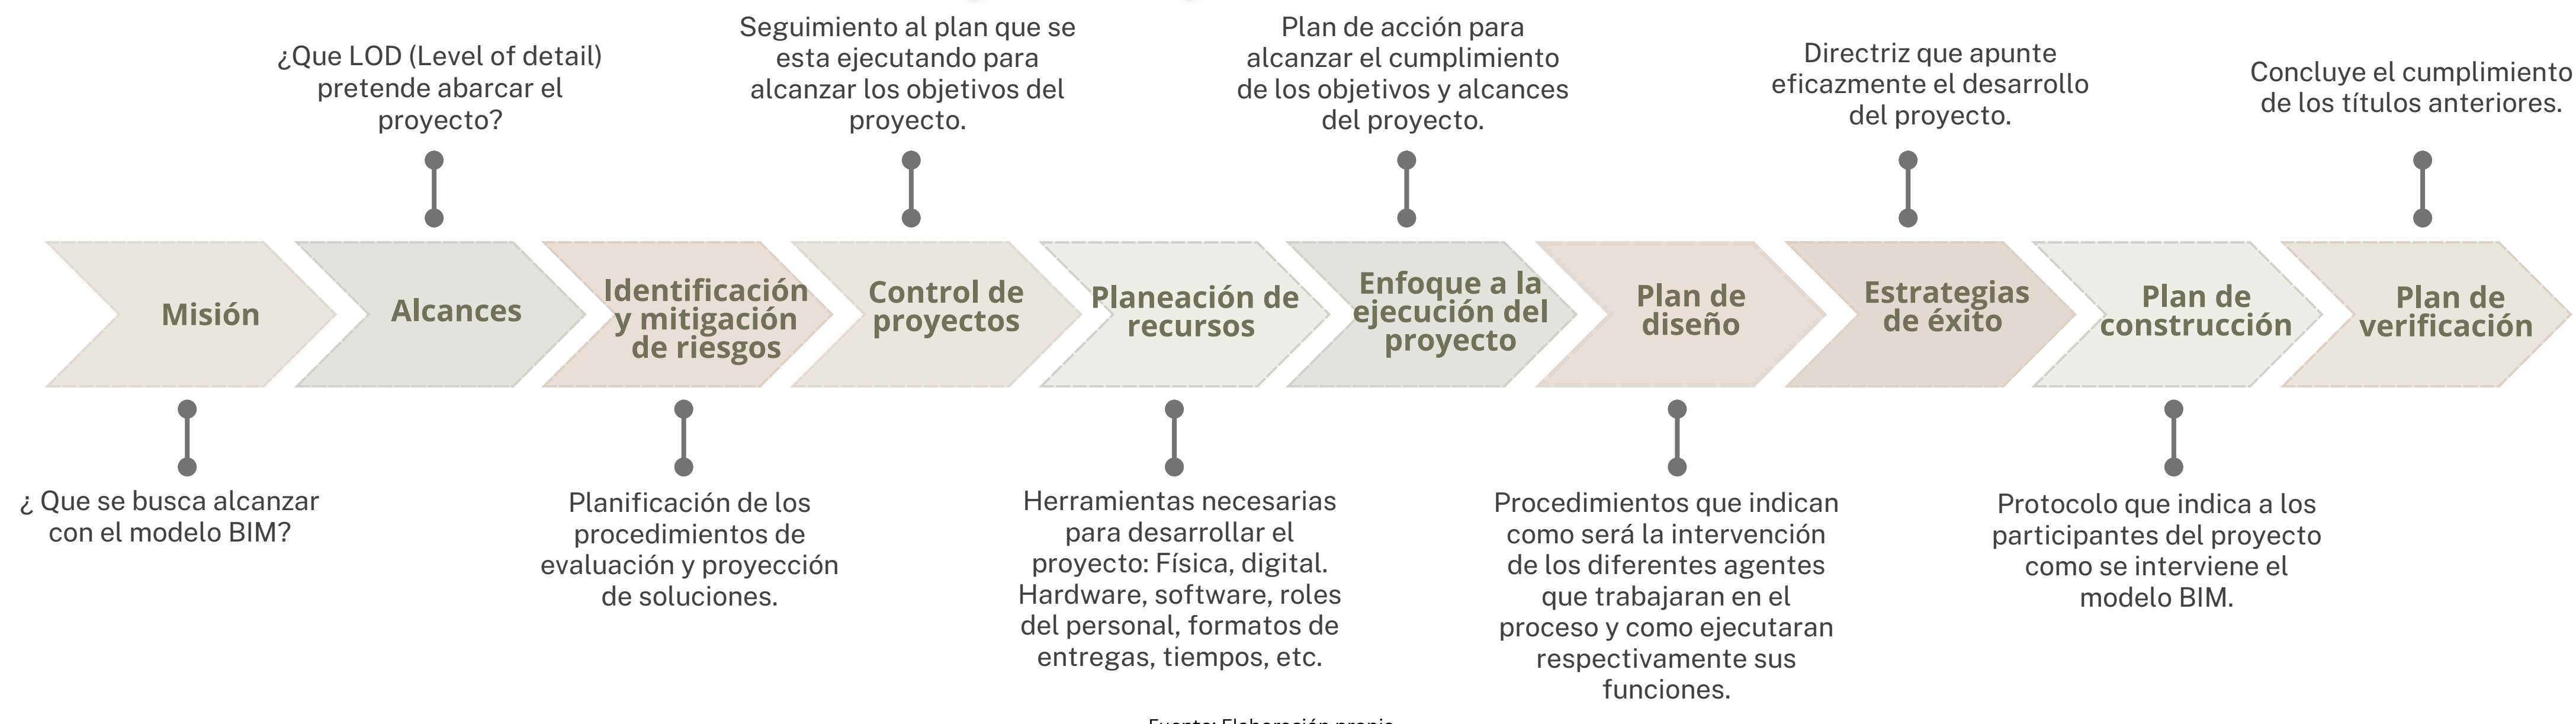 ¿Que LOD (Level of detail)
pretende abarcar el
proyecto?
Seguimiento al plan que se
esta ejecutando para
alcanzar los objetivos del
proyecto.
Plan de acción para
alcanzar el cumplimiento
de los objetivos y alcances
del proyecto.
Directriz que apunte
eficazmente el desarrollo
del proyecto.
Concluye el cumplimiento
de los títulos anteriores.
Misión
Alcances
Identificación
y mitigación
de riesgos
Control de
proyectos
Planeación de
recursos
Enfoque a la
ejecución del
proyecto
Plan de
diseño
Estrategias
de éxito
Plan de
construcción
Plan de
verificación
¿ Que se busca alcanzar
con el modelo BIM?
Planificación de los
procedimientos de
evaluación y proyección
de soluciones.
Herramientas necesarias
para desarrollar el
proyecto: Física, digital.
Hardware, software, roles
del personal, formatos de
entregas, tiempos, etc.
Procedimientos que indican
como será la intervención
de los diferentes agentes
que trabajaran en el
proceso y como ejecutaran
respectivamente sus
funciones.
Protocolo que indica a los
participantes del proyecto
como se interviene el
modelo BIM.
Fuente: Elaboración propia